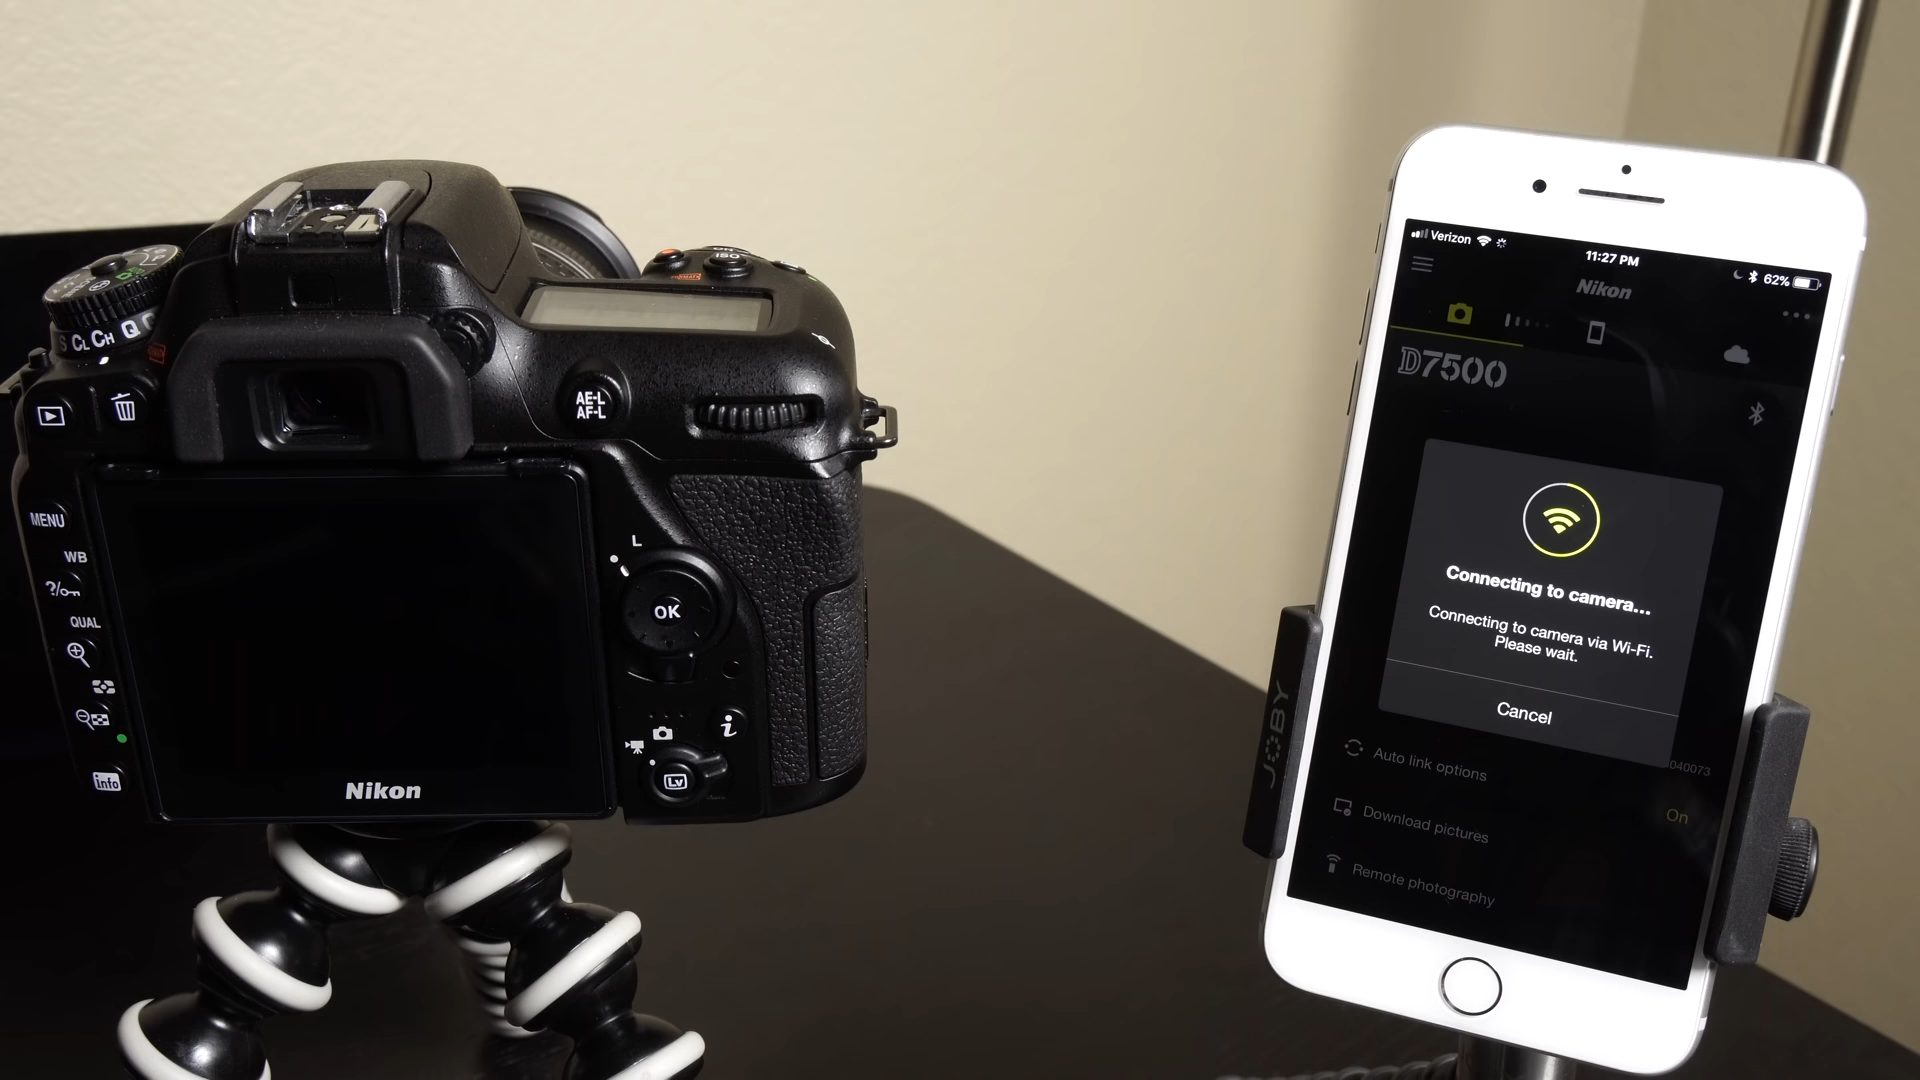 ISO
S CL CH Q
AE-L
AF-L
MENU
WB
?
QUAL
L
OK
i
Lv
info
Nikon
JOBY
Verizon
11:27 PM
62%
Nikon
D7500
Connecting to camera...
Connecting to camera via Wi-Fi.
Please wait.
Cancel
Auto link options
040073
Download pictures
On
Remote photography